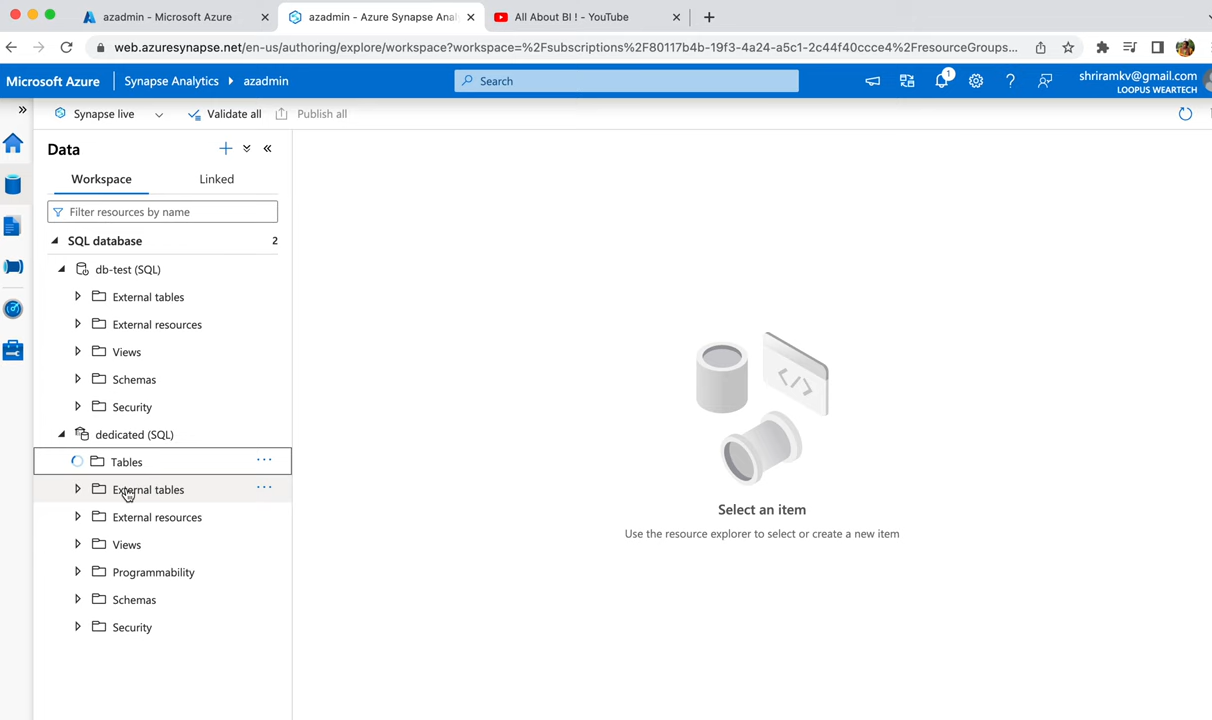 azadmin - Microsoft Azure
azadmin - Azure Synapse Ana
All About BI ! - YouTube
web.azuresynapse.net/en-us/authoring/explore/workspace?workspace=%2Fsubscriptions%2F80117b4b-19f3-4a24-a5c1-2c44f40ccce4%2FresourceGroups...
Microsoft Azure
Synapse Analytics
azadmin
Search
1
shriramkv@gmail.com
LOOPUS WEARTECH
Synapse live
Validate all
Publish all
Data
Workspace
Linked
Filter resources by name
SQL database 2
db-test (SQL)
External tables
External resources
Views
Schemas
Security
dedicated (SQL)
Tables
External tables
External resources
Views
Programmability
Schemas
Security
Select an item
Use the resource explorer to select or create a new item